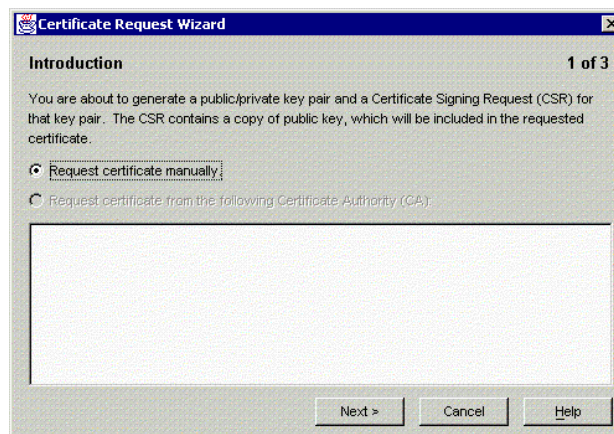 Certificate Request Wizard
Introduction
1 of 3
You are about to generate a public/private key pair and a Certificate Signing Request (CSR) for
that key pair. The CSR contains a copy of public key, which will be included in the requested
certificate.
Request certificate manually.
Request certificate from the following Certificate Authority (CA):
Next >
Cancel
Help